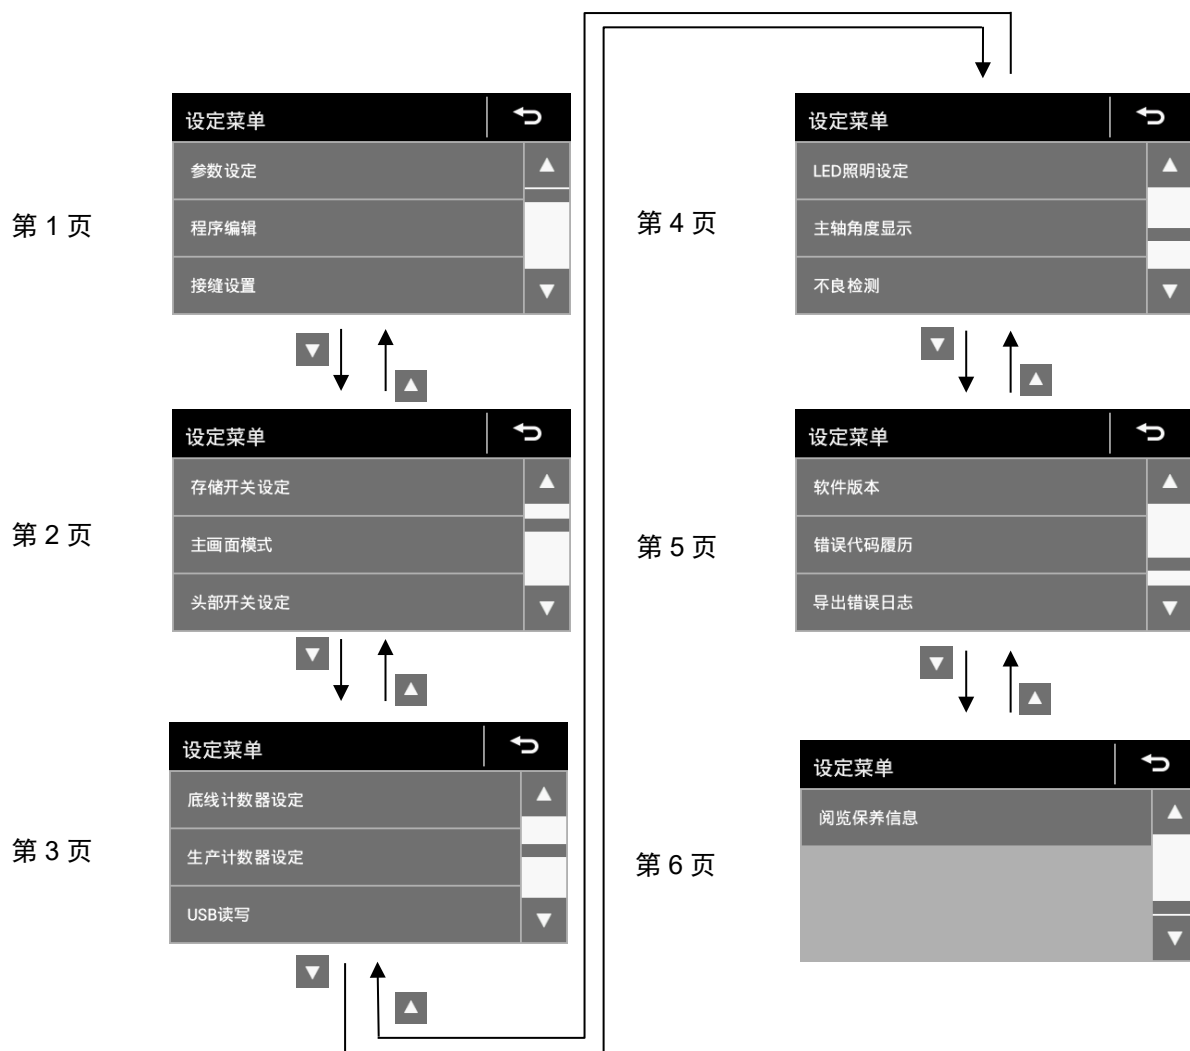 第 1 页
设定菜单
参数设定
程序编辑
接缝设置
第 2 页
设定菜单
存储开关设定
主画面模式
头部开关设定
第 3 页
设定菜单
底线计数器设定
生产计数器设定
USB读写
第 4 页
设定菜单
LED照明设定
主轴角度显示
不良检测
第 5 页
设定菜单
软件版本
错误代码履历
导出错误日志
第 6 页
设定菜单
阅览保养信息